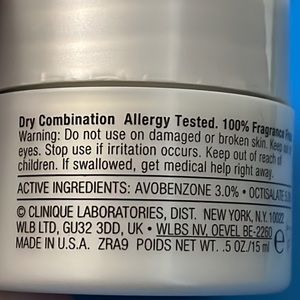 Dry Combination Allergy Tested. 100% Fragrance Free
Warning: Do not use on damaged or broken skin. Keep out of
eyes. Stop use if irritation occurs. Keep out of reach of
children. If swallowed, get medical help right away.
ACTIVE INGREDIENTS: AVOBENZONE 3.0% • OCTISALATE
© CLINIQUE LABORATORIES, DIST. NEW YORK, N.Y. 10022
WLB LTD, GU32 3DD, UK • WLBS NV, OEVEL BE-2260
MADE IN U.S.A. ZRA9 POIDS NET WT. .5 OZ/15 ml e